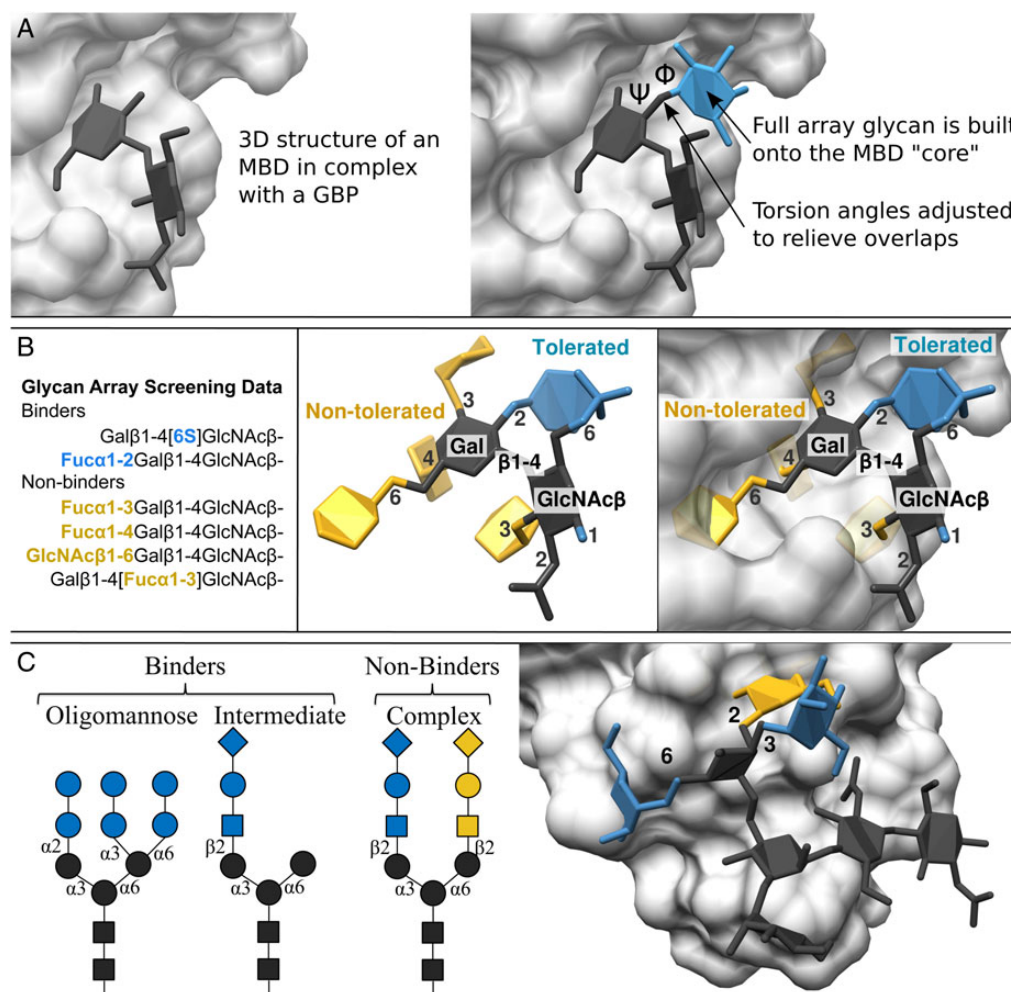 A
3D structure of an
MBD in complex
with a GBP
Ψ Φ
Full array glycan is built
onto the MBD "core"
Torsion angles adjusted
to relieve overlaps
B
Glycan Array Screening Data
Binders
Galβ1-4[6S]GlcNAcβ-
Fucα1-2Galβ1-4GlcNAcβ-
Non-binders
Fucα1-3Galβ1-4GlcNAcβ-
Fucα1-4Galβ1-4GlcNAcβ-
GlcNAcβ1-6Galβ1-4GlcNAcβ-
Galβ1-4[Fucα1-3]GlcNAcβ-
Tolerated
Non-tolerated
3
2
6
Gal
4
β1-4
6
GlcNAcβ
3
1
2
Tolerated
Non-tolerated
3
2
6
Gal
4
β1-4
6
GlcNAcβ
3
1
2
C
Binders
Non-Binders
Oligomannose
Intermediate
Complex
α2
α3
α6
β2
β2
β2
α3
α6
α3
α6
α3
α6
2
3
6